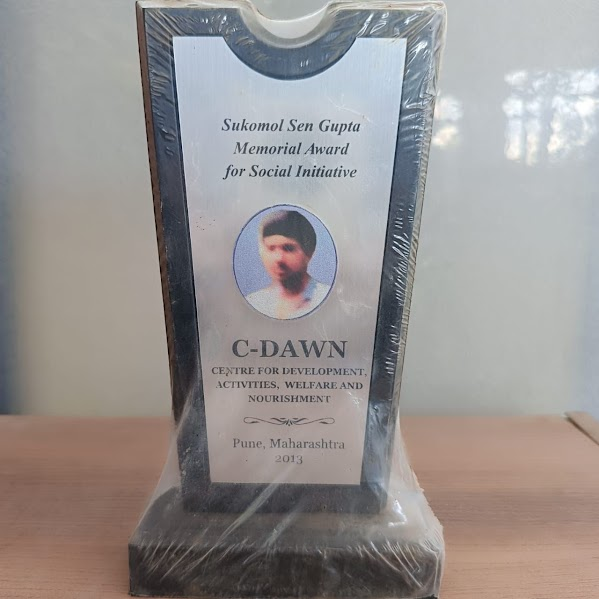 Sukomol Sen Gupta
Memorial Award
for Social Initiative
C-DAWN
CENTRE FOR DEVELOPMENT,
ACTIVITIES, WELFARE AND
NOURISHMENT
Pune, Maharashtra
2013